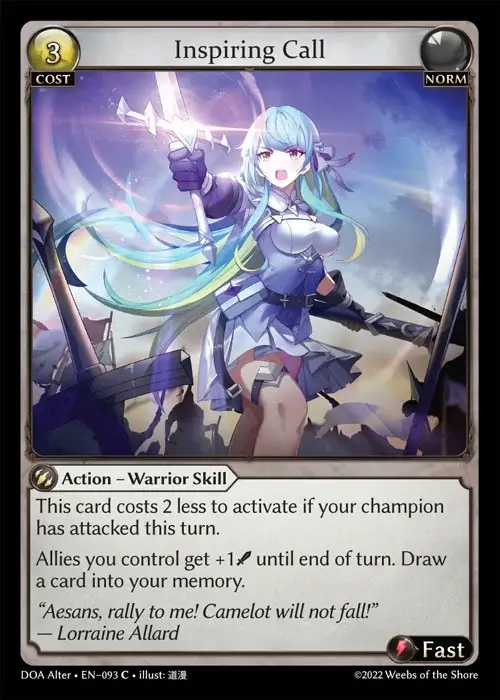 3
Inspiring Call
COST
NORM
Action – Warrior Skill
This card costs 2 less to activate if your champion
has attacked this turn.
Allies you control get +1 until end of turn. Draw
a card into your memory.
“Aesans, rally to me! Camelot will not fall!”
— Lorraine Allard
Fast
DOA Alter • EN-093 C • illust: 道漫
©2022 Weebs of the Shore